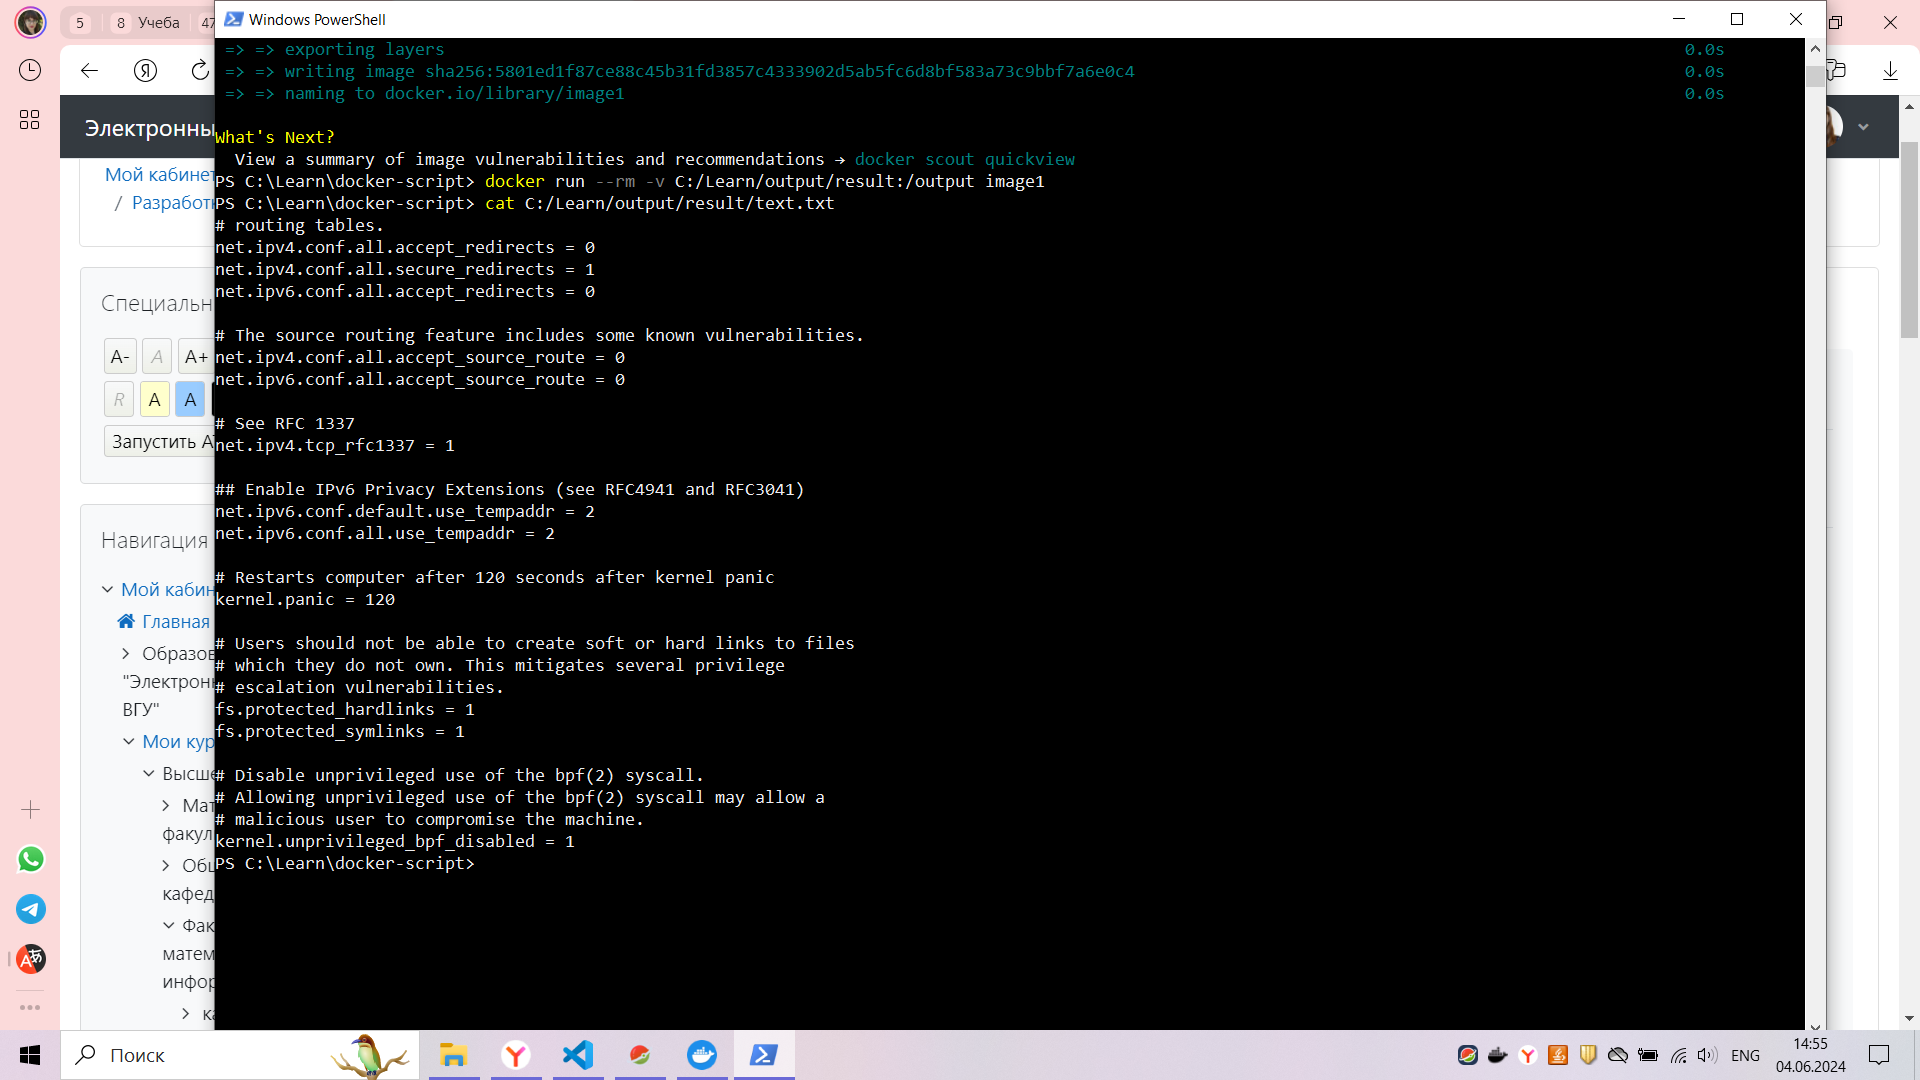 5
8
Учеба
47
Windows PowerShell
=> => exporting layers 0.0s
=> => writing image sha256:5801ed1f87ce88c45b31fd3857c4333902d5ab5fc6d8bf583a73c9bbf7a6e0c4 0.0s
=> => naming to docker.io/library/image1 0.0s
What's Next?
View a summary of image vulnerabilities and recommendations → docker scout quickview
PS C:\Learn\docker-script> docker run --rm -v C:/Learn/output/result:/output image1
PS C:\Learn\docker-script> cat C:/Learn/output/result/text.txt
# routing tables.
net.ipv4.conf.all.accept_redirects = 0
net.ipv4.conf.all.secure_redirects = 1
net.ipv6.conf.all.accept_redirects = 0
# The source routing feature includes some known vulnerabilities.
net.ipv4.conf.all.accept_source_route = 0
net.ipv6.conf.all.accept_source_route = 0
# See RFC 1337
net.ipv4.tcp_rfc1337 = 1
## Enable IPv6 Privacy Extensions (see RFC4941 and RFC3041)
net.ipv6.conf.default.use_tempaddr = 2
net.ipv6.conf.all.use_tempaddr = 2
# Restarts computer after 120 seconds after kernel panic
kernel.panic = 120
# Users should not be able to create soft or hard links to files
# which they do not own. This mitigates several privilege
# escalation vulnerabilities.
fs.protected_hardlinks = 1
fs.protected_symlinks = 1
# Disable unprivileged use of the bpf(2) syscall.
# Allowing unprivileged use of the bpf(2) syscall may allow a
# malicious user to compromise the machine.
kernel.unprivileged_bpf_disabled = 1
PS C:\Learn\docker-script>
Электронны
Мой кабинет
/ Разработк
Специальн
A- A A+
R A A
Запустить A
Навигация
Мой кабин
Главная
Образов
"Электронн
ВГУ"
Мои кур
Высше
Мат
факул
Общ
кафед
Фак
матем
инфор
ка
Поиск
ENG
14:55
04.06.2024